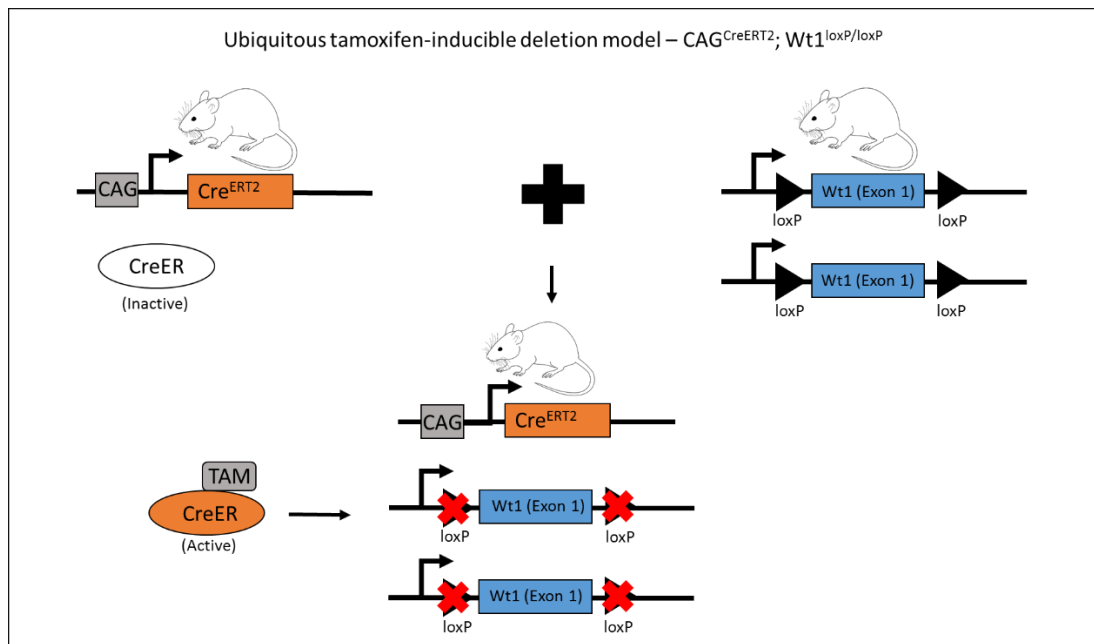 Ubiquitous tamoxifen-inducible deletion model – CAG^CreERT2; Wt1^loxP/loxP
CAG
Cre^ERT2
CreER
(Inactive)
Wt1 (Exon 1)
loxP
loxP
Wt1 (Exon 1)
loxP
loxP
CAG
Cre^ERT2
TAM
CreER
(Active)
Wt1 (Exon 1)
loxP
loxP
Wt1 (Exon 1)
loxP
loxP